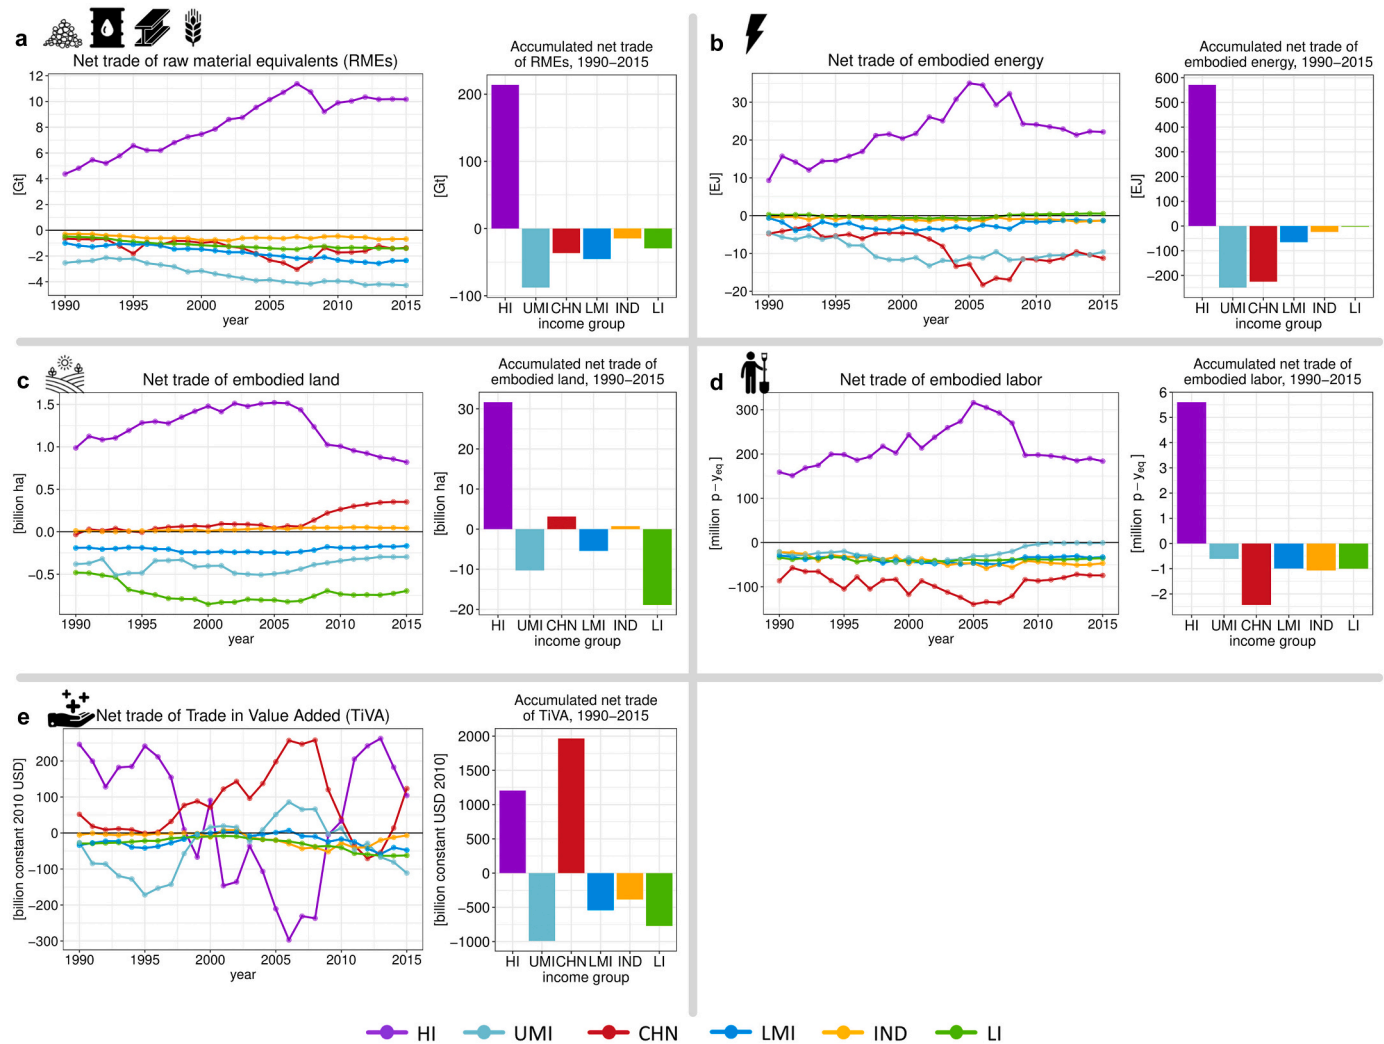 a
Net trade of raw material equivalents (RMEs)
12
10
8
6
4
2
0
−2
−4
[Gt]
1990
1995
2000
2005
2010
2015
year
Accumulated net trade
of RMEs, 1990−2015
200
100
0
−100
[Gt]
HI
UMI
CHN
LMI
IND
LI
income group
b
Net trade of embodied energy
30
20
10
0
−10
−20
[EJ]
1990
1995
2000
2005
2010
2015
year
Accumulated net trade of
embodied energy, 1990−2015
600
500
400
300
200
100
0
−100
−200
[EJ]
HI
UMI
CHN
LMI
IND
LI
income group
c
Net trade of embodied land
1.5
1.0
0.5
0.0
−0.5
[billion ha]
1990
1995
2000
2005
2010
2015
year
Accumulated net trade of
embodied land, 1990−2015
30
20
10
0
−10
−20
[billion ha]
HI
UMI
CHN
LMI
IND
LI
income group
d
Net trade of embodied labor
300
200
100
0
−100
[million p−yeq]
1990
1995
2000
2005
2010
2015
year
Accumulated net trade of
embodied labor, 1990−2015
6
5
4
3
2
1
0
−1
−2
[million p−yeq]
HI
UMI
CHN
LMI
IND
LI
income group
e
Net trade of Trade in Value Added (TiVA)
200
100
0
−100
−200
−300
[billion constant 2010 USD]
1990
1995
2000
2005
2010
2015
year
Accumulated net trade
of TiVA, 1990−2015
2000
1500
1000
500
0
−500
−1000
[billion constant USD 2010]
HI
UMI
CHN
LMI
IND
LI
income group
HI
UMI
CHN
LMI
IND
LI